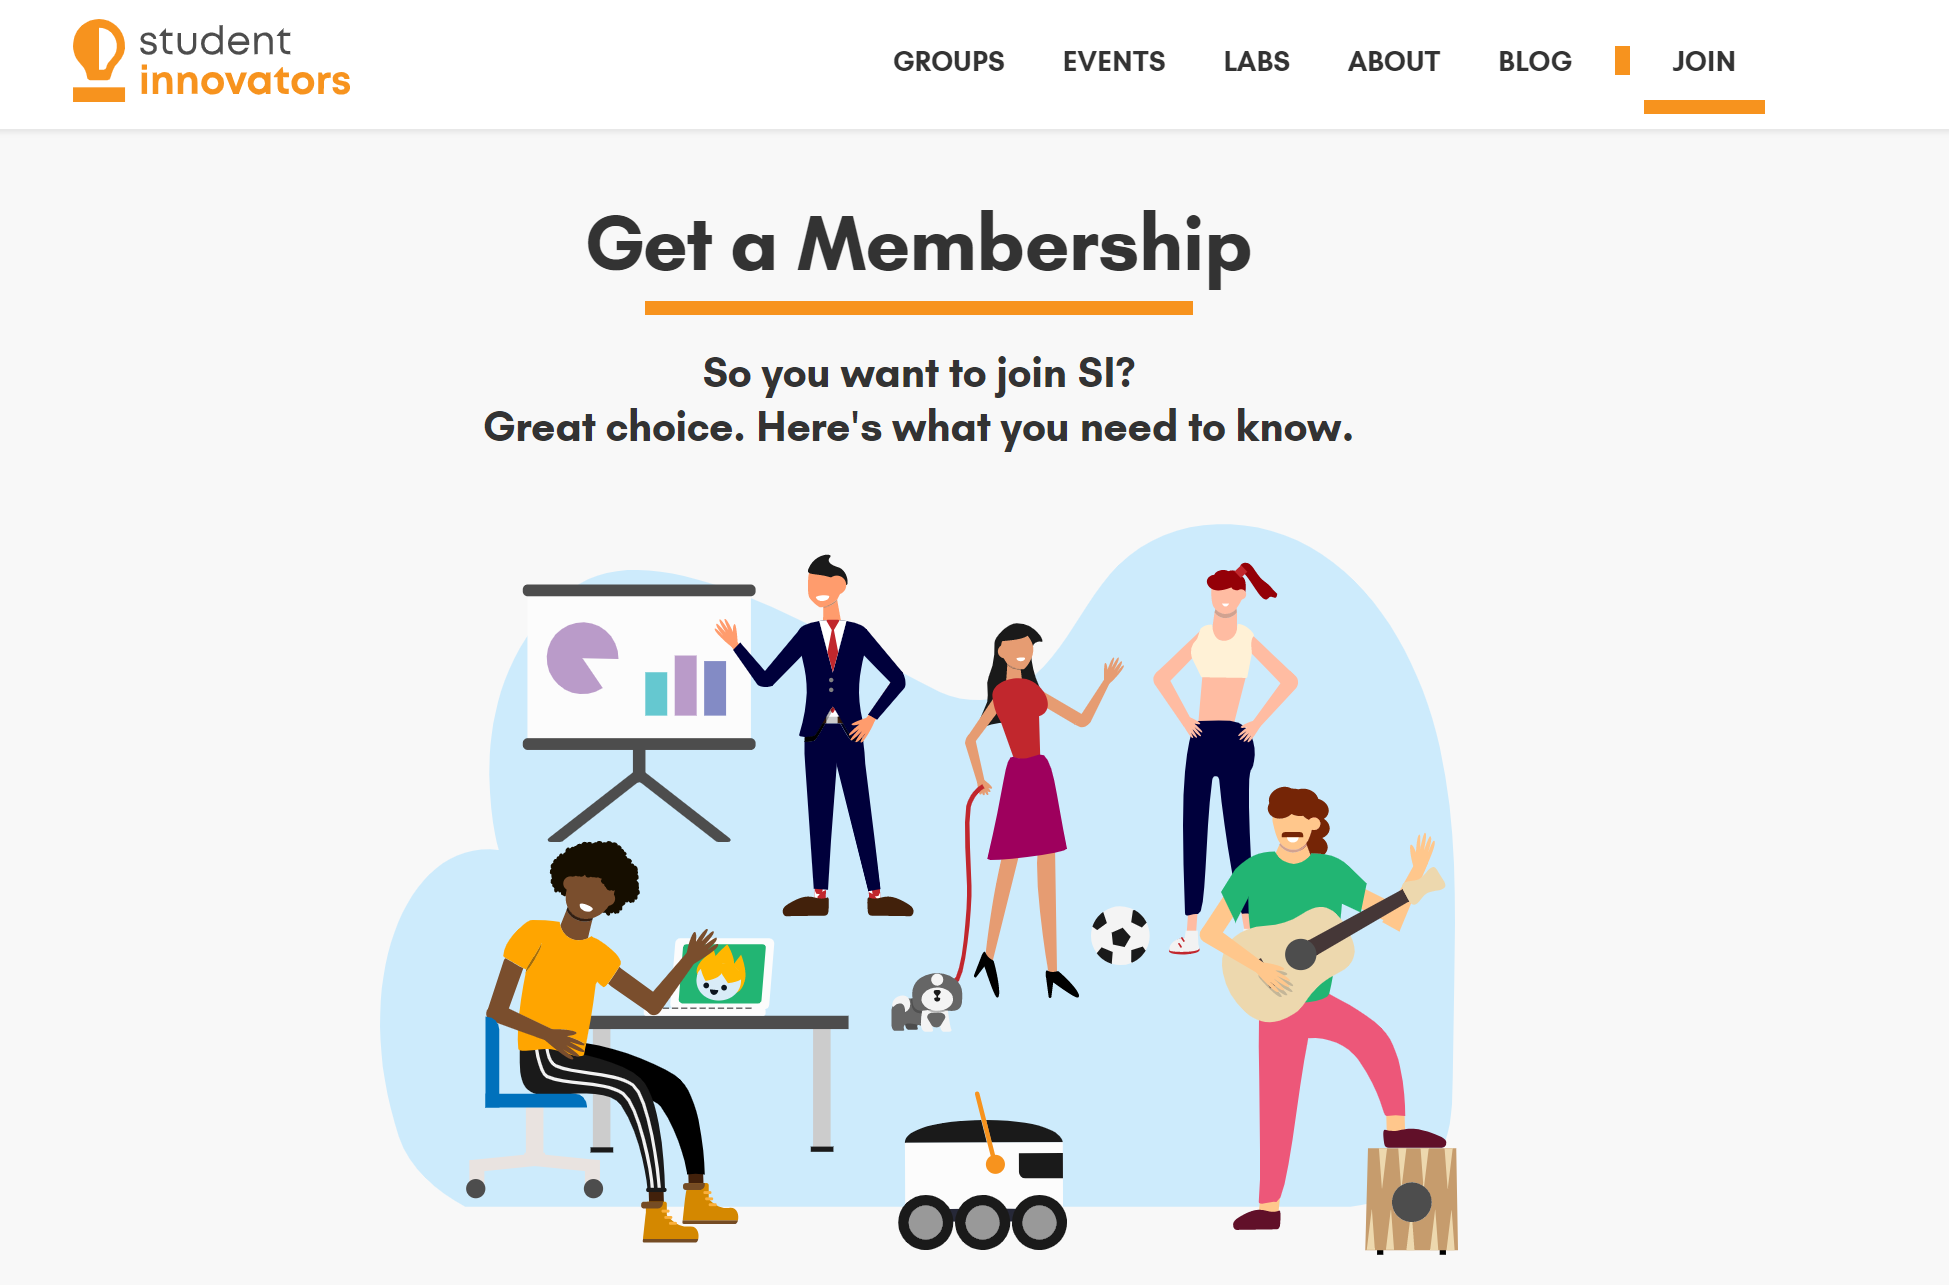 student
innovators
GROUPS EVENTS LABS ABOUT BLOG JOIN
Get a Membership
So you want to join SI?
Great choice. Here's what you need to know.